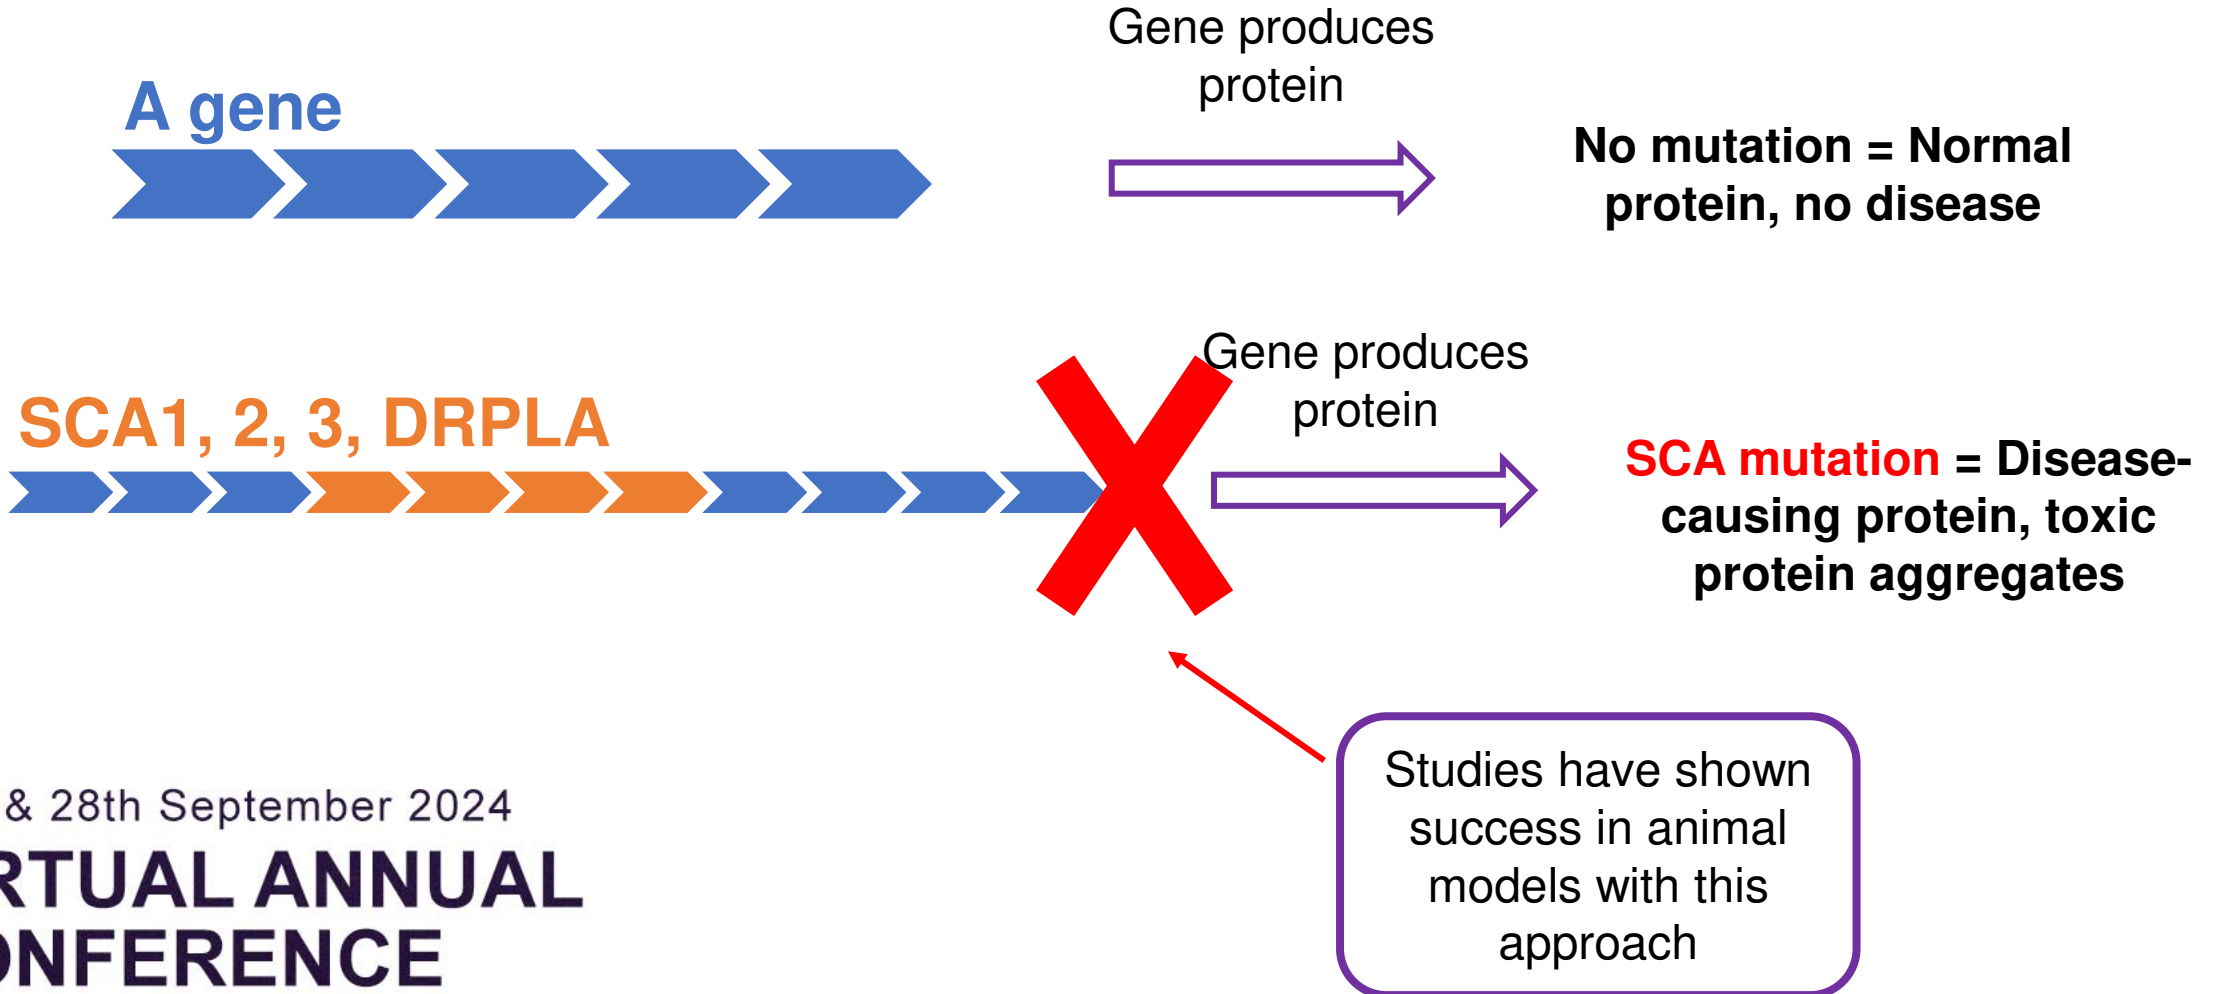 Gene produces
protein
A gene
No mutation = Normal
protein, no disease
Gene produces
protein
SCA1, 2, 3, DRPLA
SCA mutation = Disease-
causing protein, toxic
protein aggregates
Studies have shown
success in animal
models with this
approach
& 28th September 2024
RTUAL ANNUAL
ONFERENCE